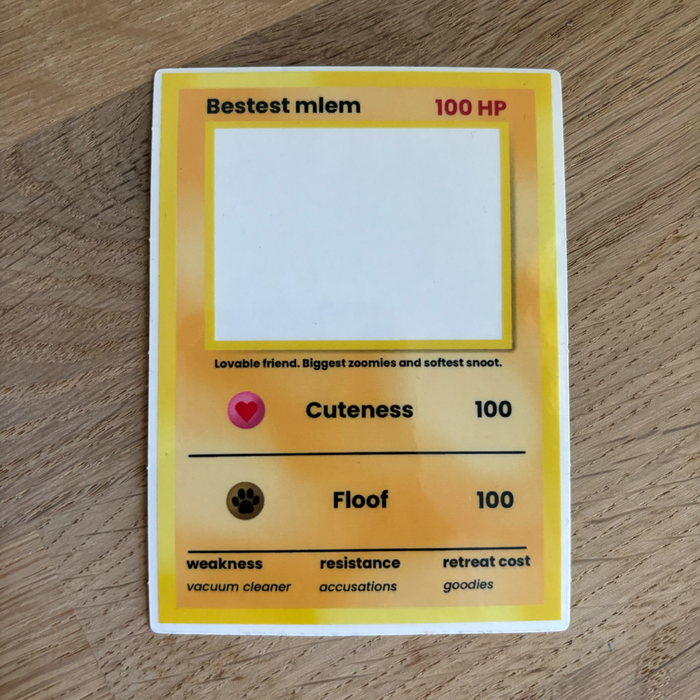 Bestest mlem 100 HP
Lovable friend. Biggest zoomies and softest snoot.
Cuteness 100
Floof 100
weakness resistance retreat cost
vacuum cleaner accusations goodies